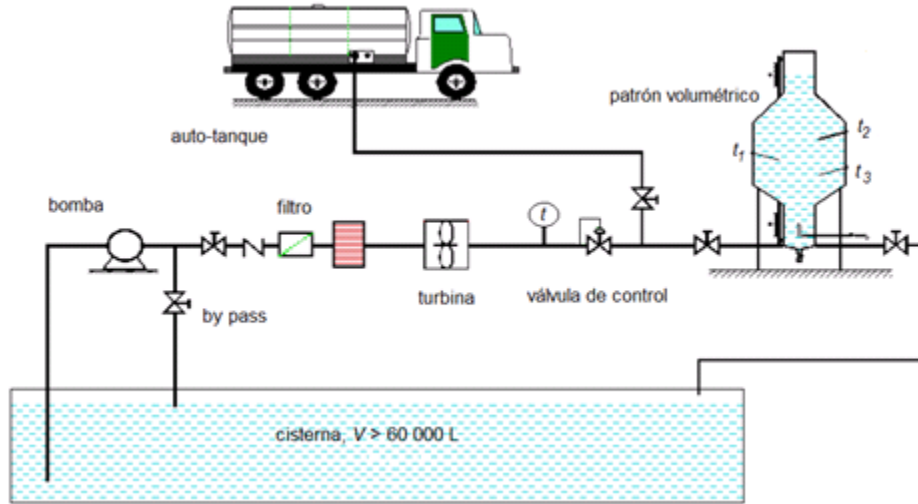 patrón volumétrico
auto-tanque
t1
t2
t3
bomba
filtro
t
turbina
válvula de control
by pass
cisterna, V > 60 000 L